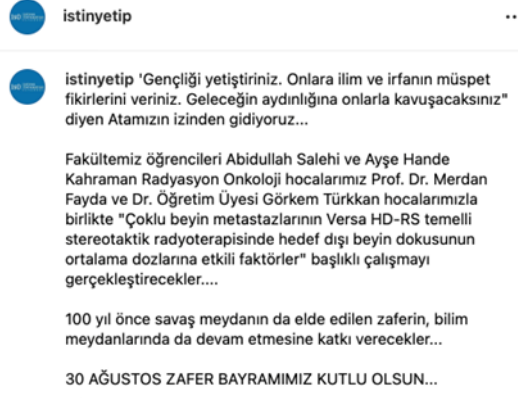 istinyetip
istinyetip 'Gençliği yetiştiriniz. Onlara ilim ve irfanın müspet
fikirlerini veriniz. Geleceğin aydınlığına onlarla kavuşacaksınız"
diyen Atamızın izinden gidiyoruz...
Fakültemiz öğrencileri Abidullah Salehi ve Ayşe Hande
Kahraman Radyasyon Onkoloji hocalarımız Prof. Dr. Merdan
Fayda ve Dr. Öğretim Üyesi Görkem Türkkan hocalarımızla
birlikte "Çoklu beyin metastazlarının Versa HD-RS temelli
stereotaktik radyoterapisinde hedef dışı beyin dokusunun
ortalama dozlarına etkili faktörler" başlıklı çalışmayı
gerçekleştirecekler....
100 yıl önce savaş meydanın da elde edilen zaferin, bilim
meydanlarında da devam etmesine katkı verecekler...
30 AĞUSTOS ZAFER BAYRAMIMIZ KUTLU OLSUN...